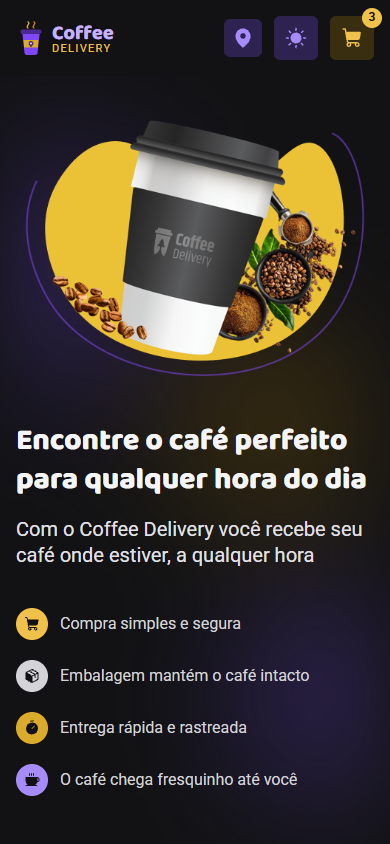 Coffee
DELIVERY
3
Coffee
Delivery
Encontre o café perfeito
para qualquer hora do dia
Com o Coffee Delivery você recebe seu
café onde estiver, a qualquer hora
Compra simples e segura
Embalagem mantém o café intacto
Entrega rápida e rastreada
O café chega fresquinho até você